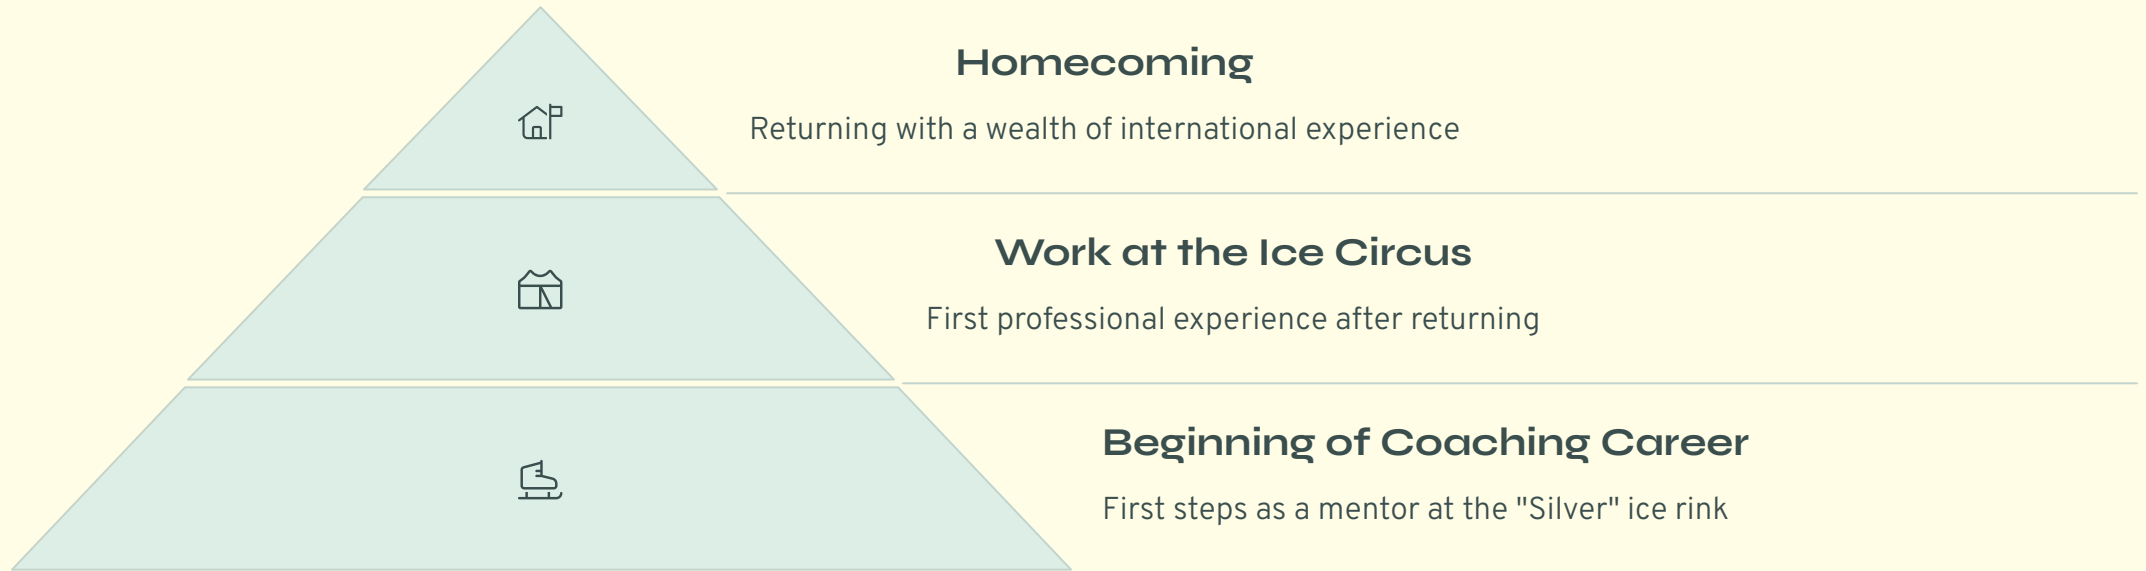 Homecoming
Returning with a wealth of international experience
Work at the Ice Circus
First professional experience after returning
Beginning of Coaching Career
First steps as a mentor at the "Silver" ice rink